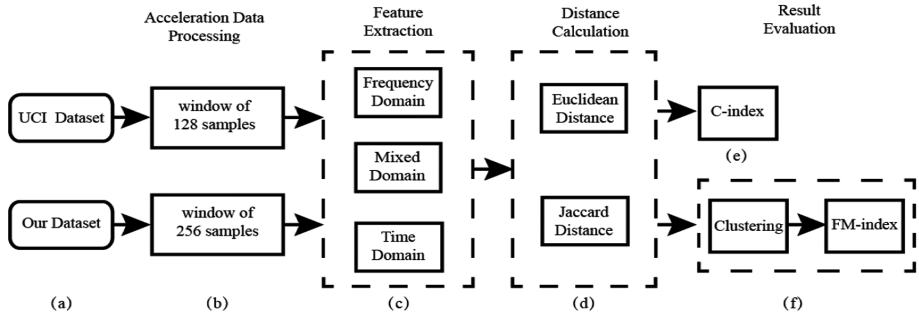 Acceleration Data
Processing
Feature
Extraction
Distance
Calculation
Result
Evaluation
UCI Dataset
window of
128 samples
Frequency
Domain
Euclidean
Distance
C-index
(e)
Mixed
Domain
Our Dataset
window of
256 samples
Time
Domain
Jaccard
Distance
Clustering
FM-index
(a)
(b)
(c)
(d)
(f)